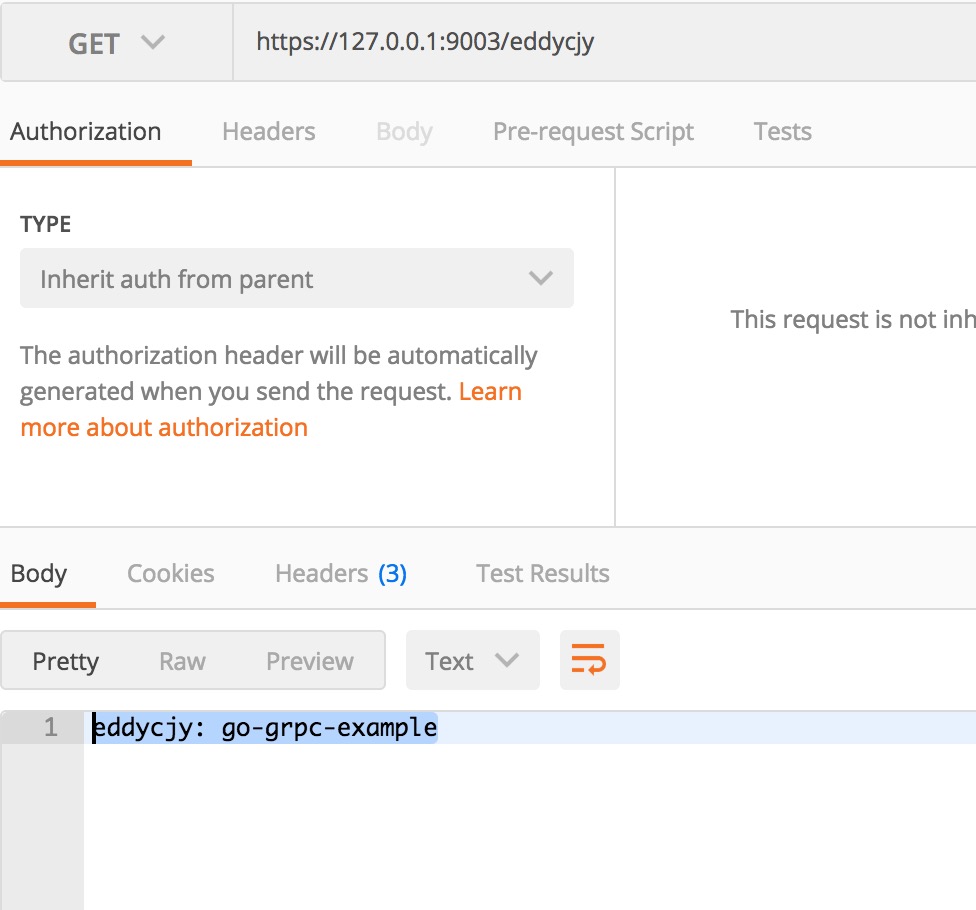 GET https://127.0.0.1:9003/eddycjy
Authorization Headers Body Pre-request Script Tests
TYPE
Inherit auth from parent
This request is not inh
The authorization header will be automatically
generated when you send the request. Learn
more about authorization
Body Cookies Headers (3) Test Results
Pretty Raw Preview Text
1 eddycjy: go-grpc-example